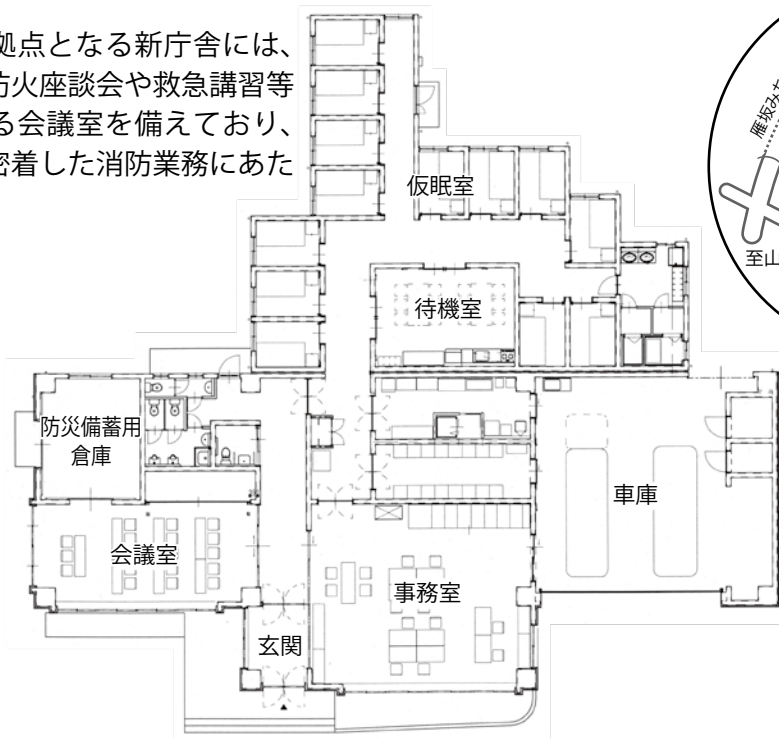 拠点となる新庁舎には、
防火座談会や救急講習等
る会議室を備えており、
密着した消防業務にあた
雁坂みち
至山
仮眠室
待機室
防災備蓄用
倉庫
車庫
会議室
事務室
玄関